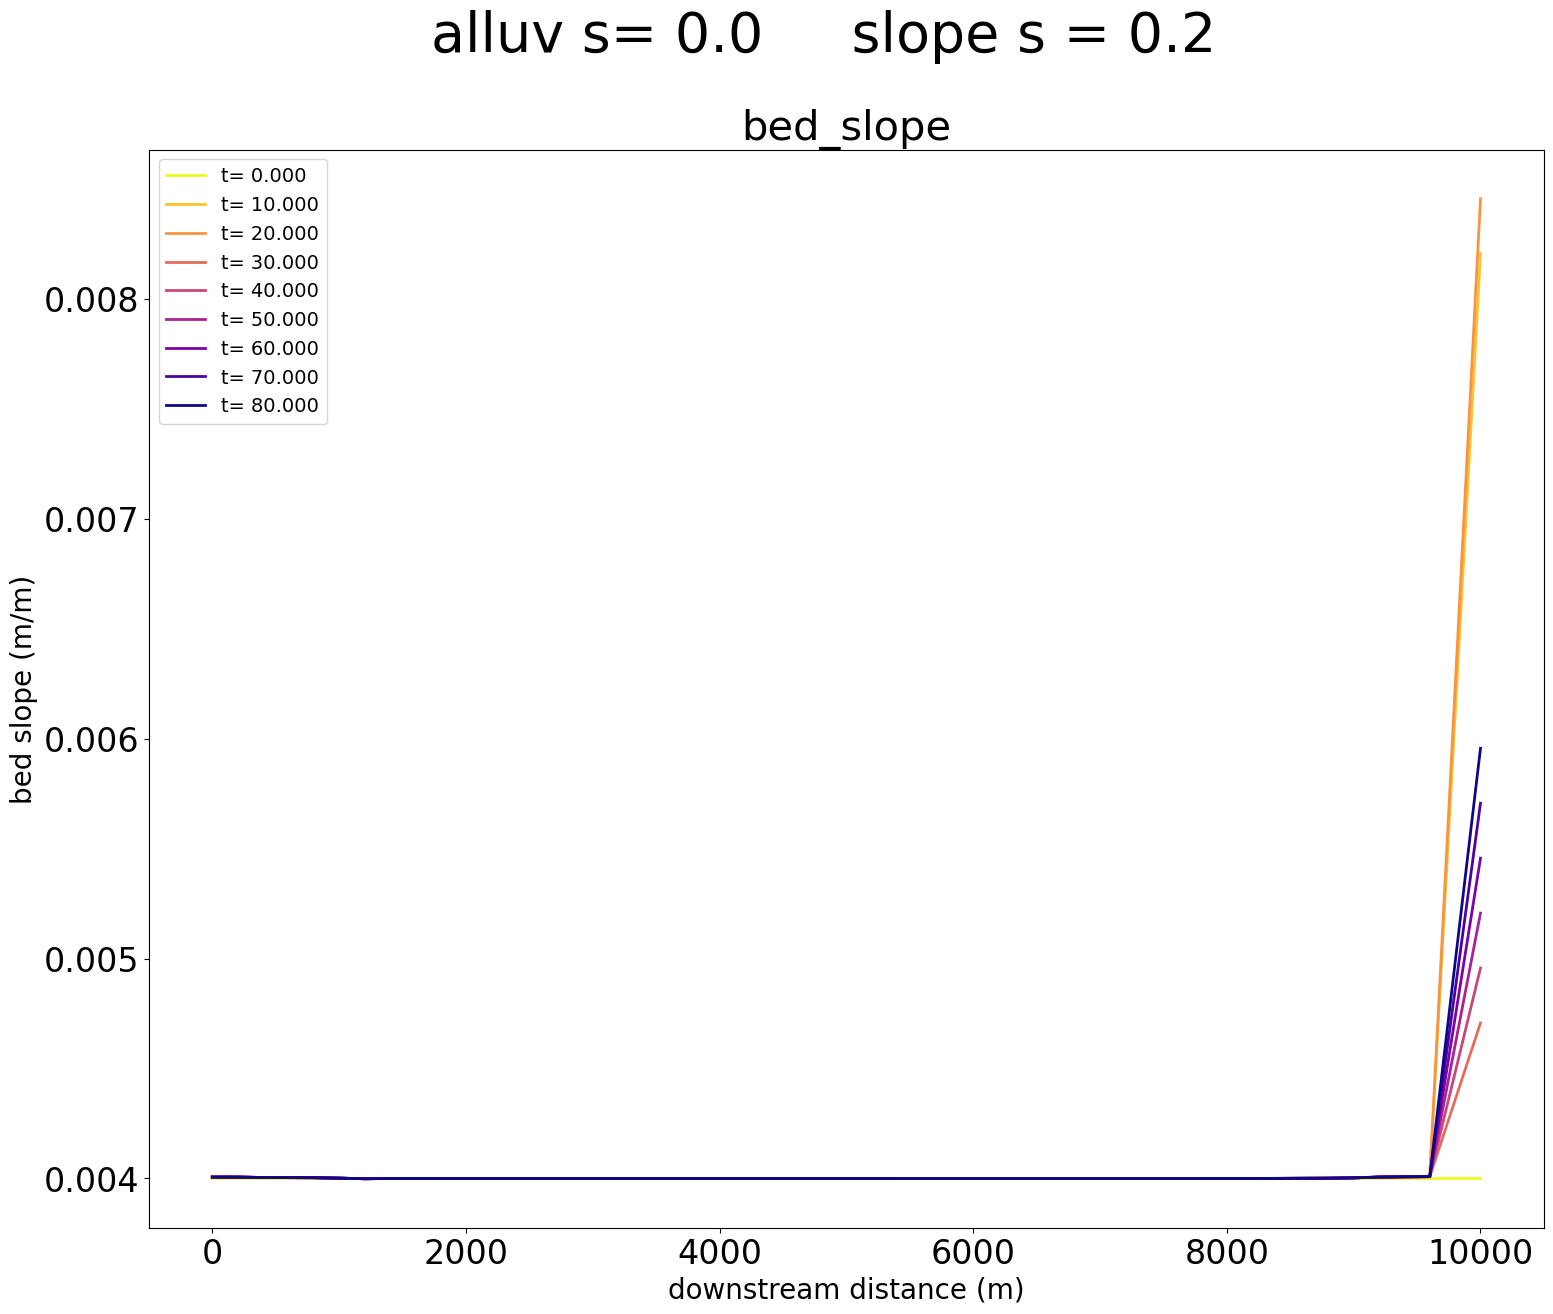 alluv s= 0.0     slope s = 0.2
bed_slope
t= 0.000
t= 10.000
t= 20.000
t= 30.000
t= 40.000
t= 50.000
t= 60.000
t= 70.000
t= 80.000
0.008
0.007
0.006
0.005
0.004
bed slope (m/m)
0 2000 4000 6000 8000 10000
downstream distance (m)